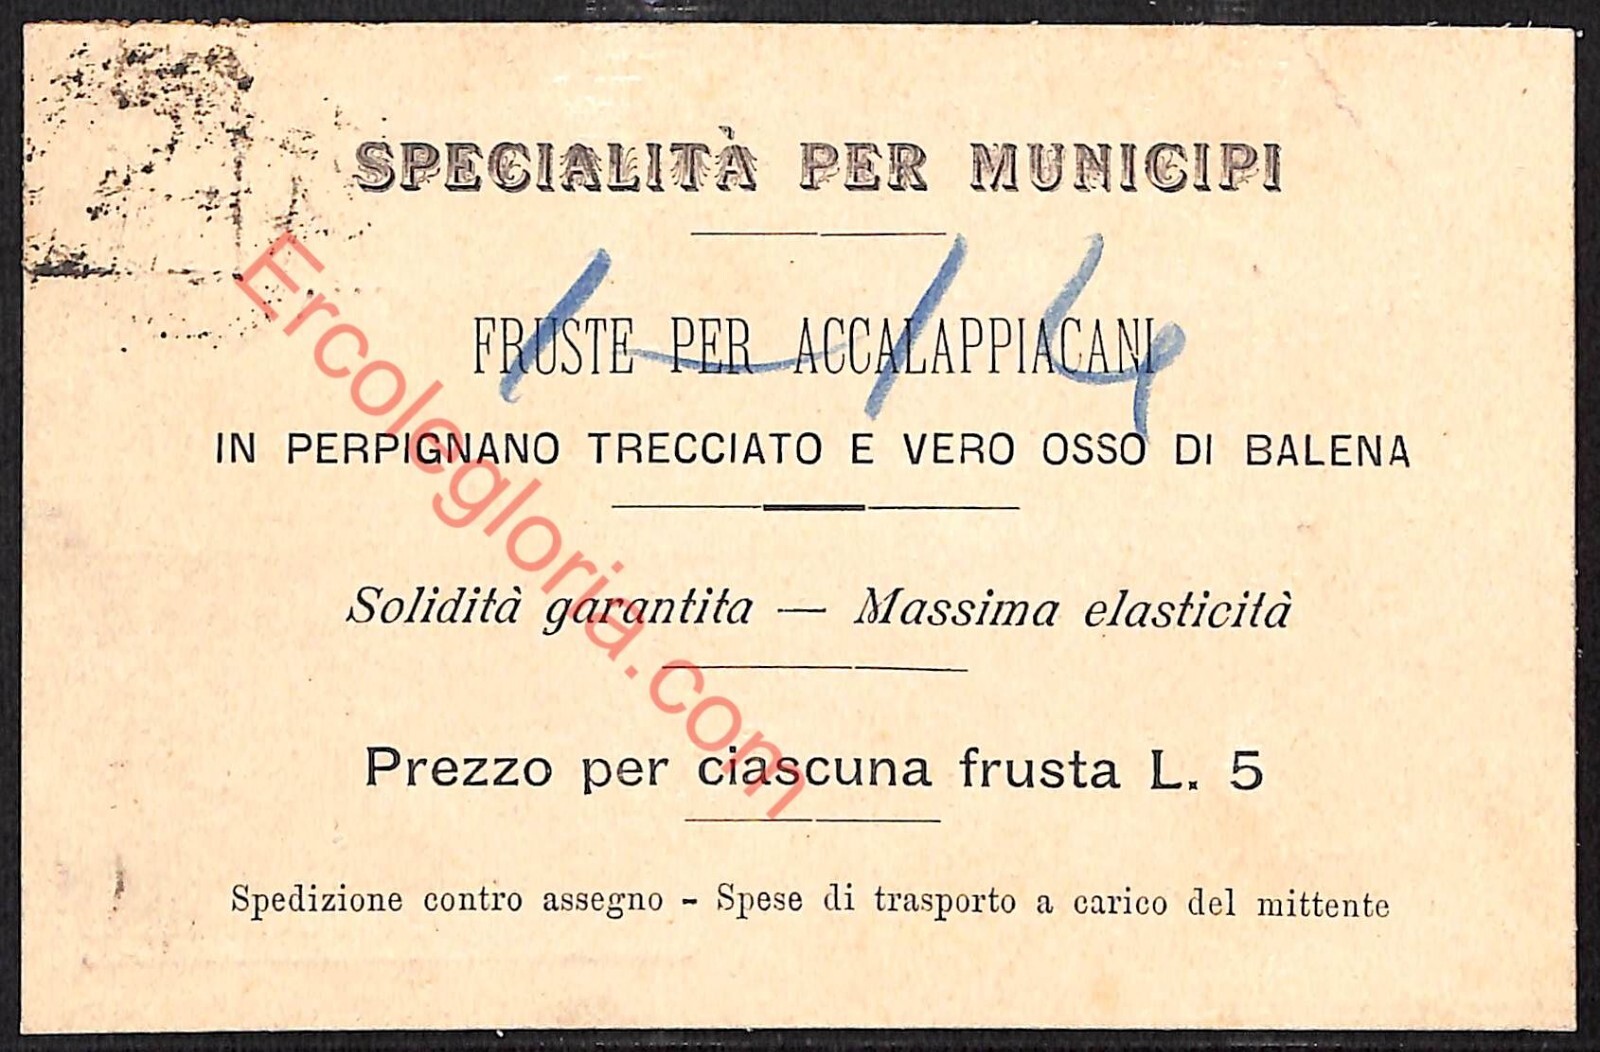 SPECIALITÀ PER MUNICIPI
FRUSTE PER ACCALAPPIACANI
IN PERPIGNANO TRECCIATO E VERO OSSO DI BALENA
Solidità garantita — Massima elasticità
Prezzo per ciascuna frusta L. 5
Spedizione contro assegno - Spese di trasporto a carico del mittente
Ercolegloria.com